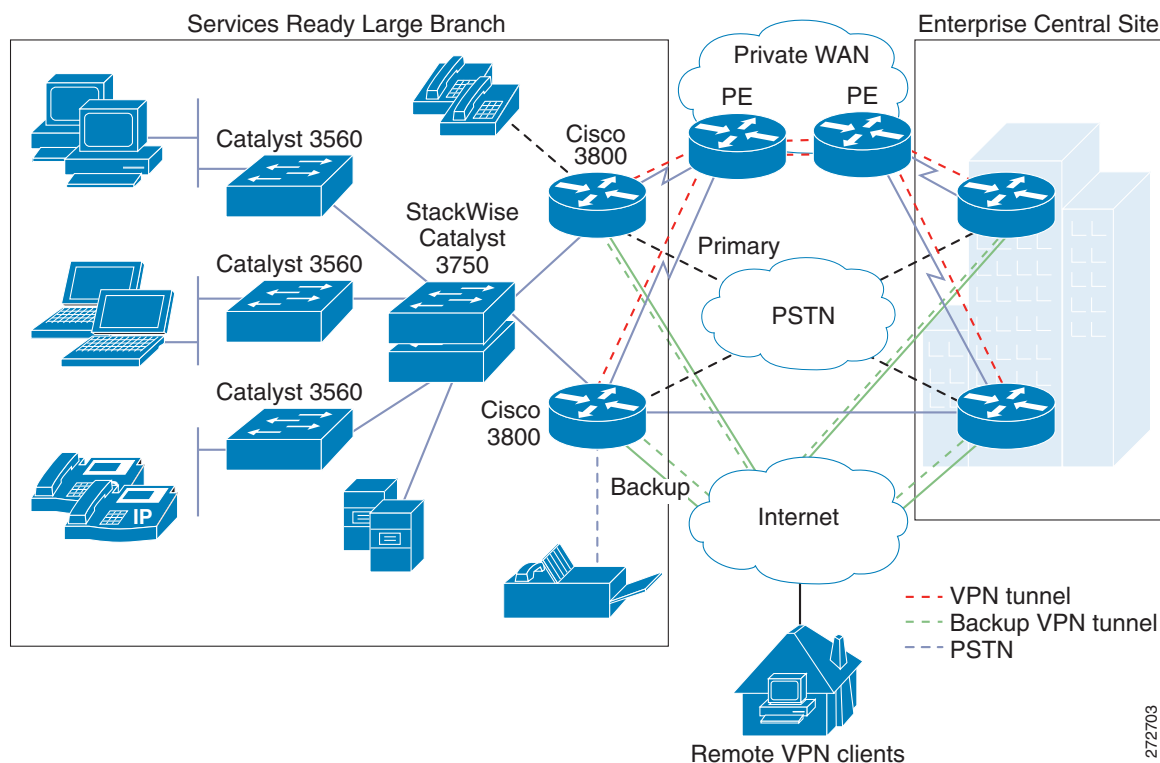 Services Ready Large Branch
Enterprise Central Site
Private WAN
PE
PE
Catalyst 3560
Cisco
3800
StackWise
Catalyst
3750
Primary
Catalyst 3560
PSTN
Catalyst 3560
Cisco
3800
IP
Backup
Internet
VPN tunnel
Backup VPN tunnel
PSTN
Remote VPN clients
272703